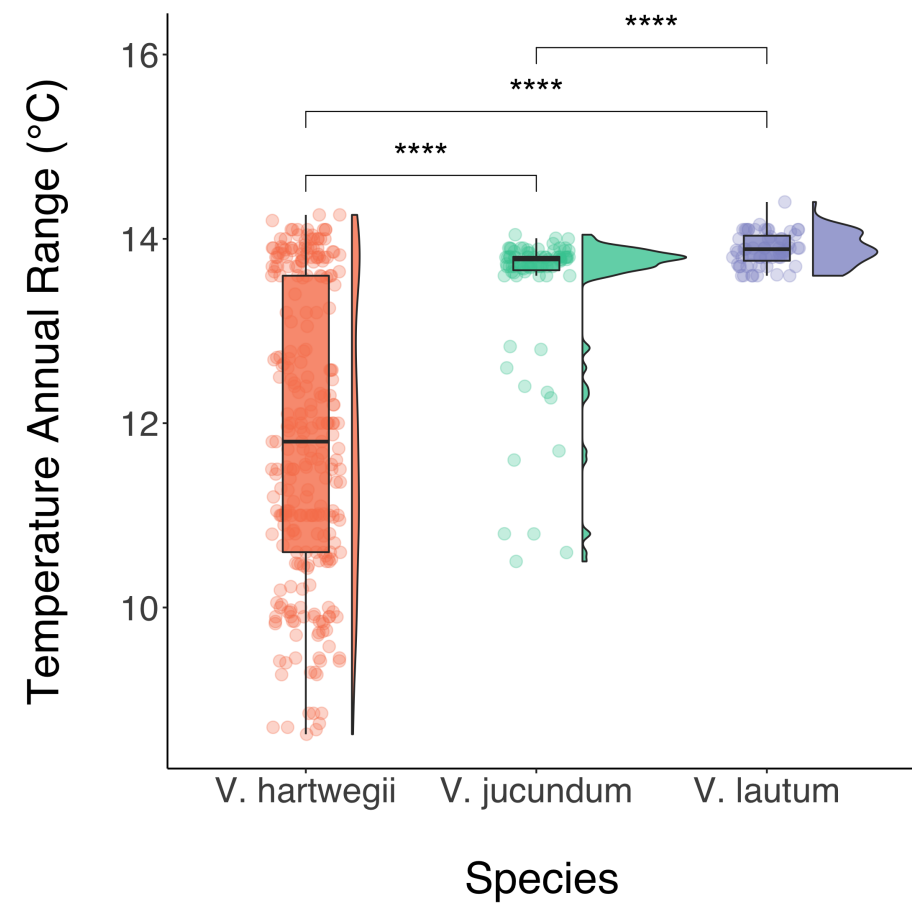 ****
****
****
Temperature Annual Range (°C)
16
14
12
10
V. hartwegii V. jucundum V. lautum
Species